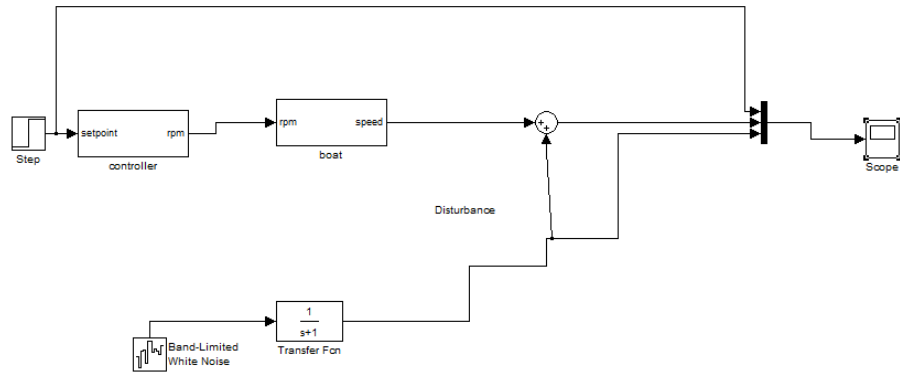 Step
setpoint
rpm
controller
rpm
speed
boat
+
+
Scope
Disturbance
Band-Limited
White Noise
1
s+1
Transfer Fcn